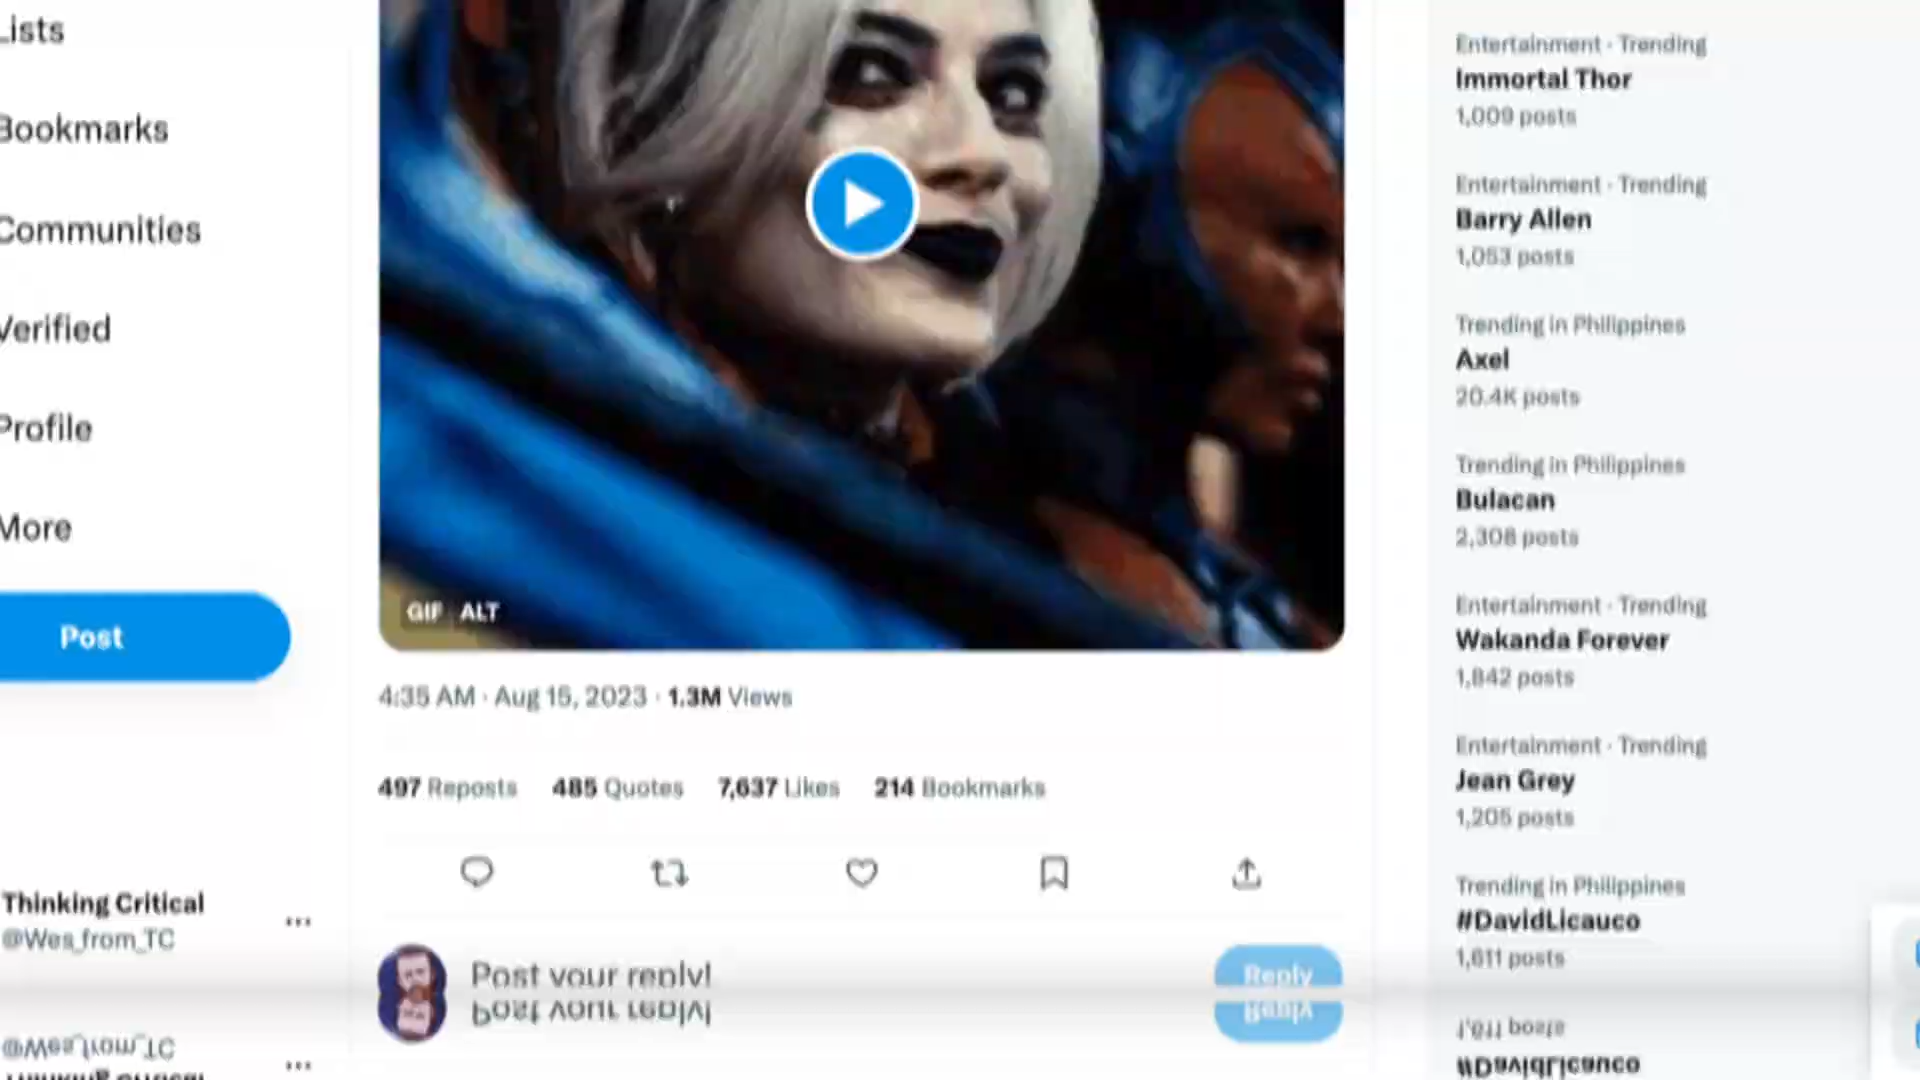 Lists
Bookmarks
Communities
Verified
Profile
More
Post
Thinking Critical
@Wes_from_TC
GIF ALT
4:35 AM · Aug 15, 2023 · 1.3M Views
497 Reposts 485 Quotes 7,637 Likes 214 Bookmarks
Post your reply!
Reply
Entertainment · Trending
Immortal Thor
1,009 posts
Entertainment · Trending
Barry Allen
1,053 posts
Trending in Philippines
Axel
20.4K posts
Trending in Philippines
Bulacan
2,308 posts
Entertainment · Trending
Wakanda Forever
1,842 posts
Entertainment · Trending
Jean Grey
1,205 posts
Trending in Philippines
#DavidLicauco
1,611 posts